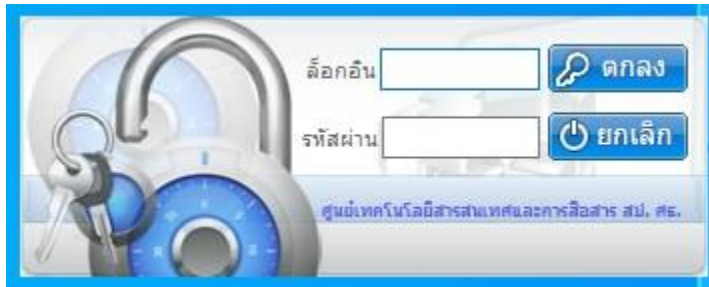 ล็อกอิน ตกลง
รหัสผ่าน ยกเลิก
ศูนย์เทคโนโลยีสารสนเทศและการสื่อสาร สป. ศธ.